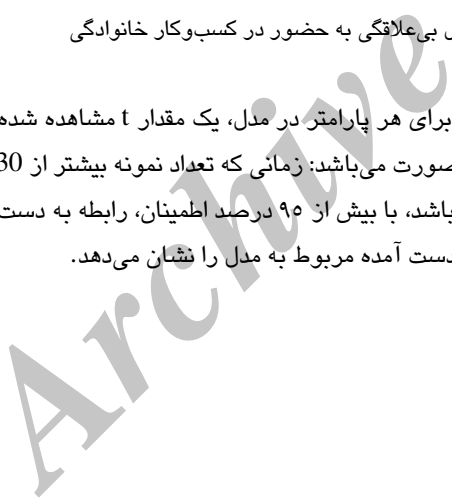 بی‌علاقگی به حضور در کسب‌وکار خانوادگی
برای هر پارامتر در مدل، یک مقدار t مشاهده شده
صورت می‌باشد: زمانی که تعداد نمونه بیشتر از 30
باشد، با بیش از ۹۵ درصد اطمینان، رابطه به دست
دست آمده مربوط به مدل را نشان می‌دهد.
Archive